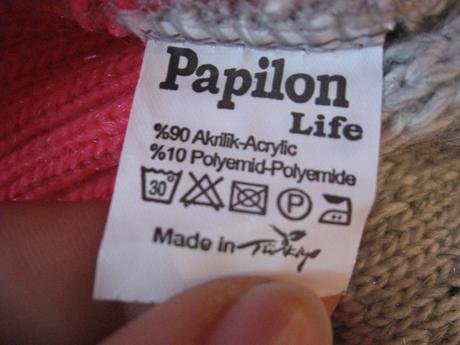 Papilon
Life
%90 Akrilik-Acrylic
%10 Polyemid-Polyemide
30°
P
Made in Türkiye